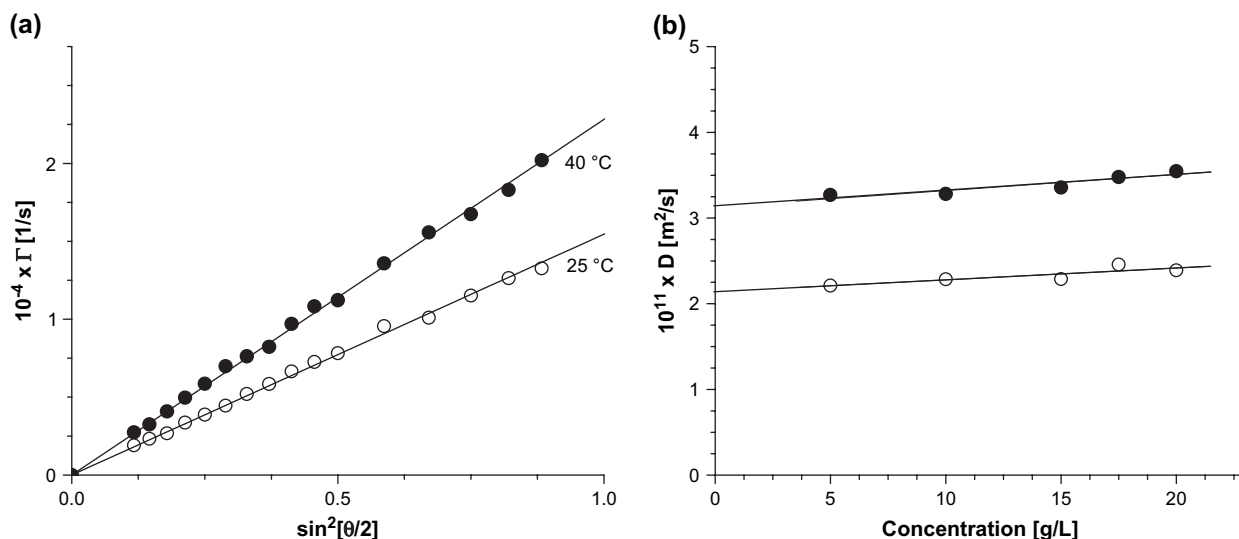 (a)
2
1
0
10⁻⁴ x Γ [1/s]
40 °C
25 °C
0.0
0.5
1.0
sin²[θ/2]
(b)
5
4
3
2
1
0
10¹¹ x D [m²/s]
0
5
10
15
20
Concentration [g/L]